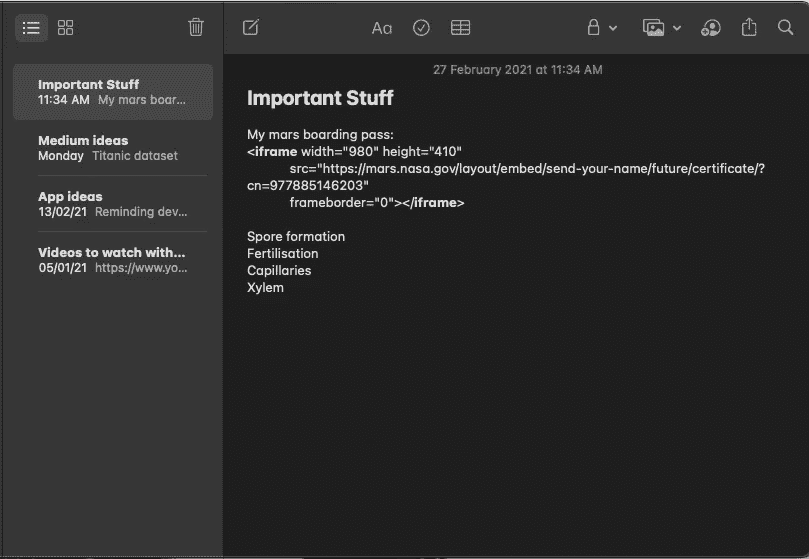 Aa
Important Stuff
11:34 AM My mars boar...
Medium ideas
Monday Titanic dataset
App ideas
13/02/21 Reminding dev...
Videos to watch with...
05/01/21 https://www.yo...
27 February 2021 at 11:34 AM
Important Stuff
My mars boarding pass:
<iframe width="980" height="410"
src="https://mars.nasa.gov/layout/embed/send-your-name/future/certificate/?
cn=977885146203"
frameborder="0"></iframe>
Spore formation
Fertilisation
Capillaries
Xylem